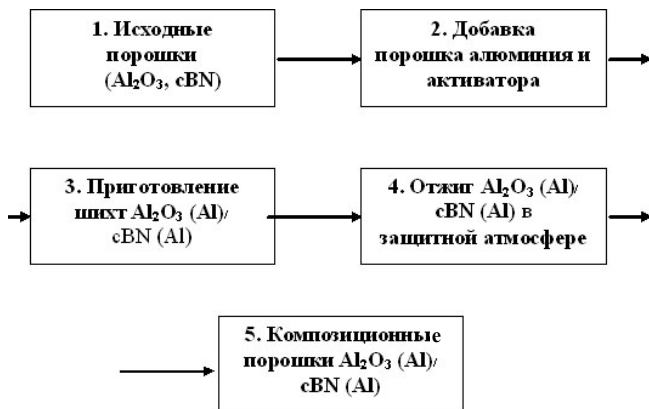 1. Исходные
порошки
(Al₂O₃, cBN)
2. Добавка
порошка алюминия и
активатора
3. Приготовление
шихт Al₂O₃ (Al)/
cBN (Al)
4. Отжиг Al₂O₃ (Al)/
cBN (Al) в
защитной атмосфере
5. Композиционные
порошки Al₂O₃ (Al)/
cBN (Al)